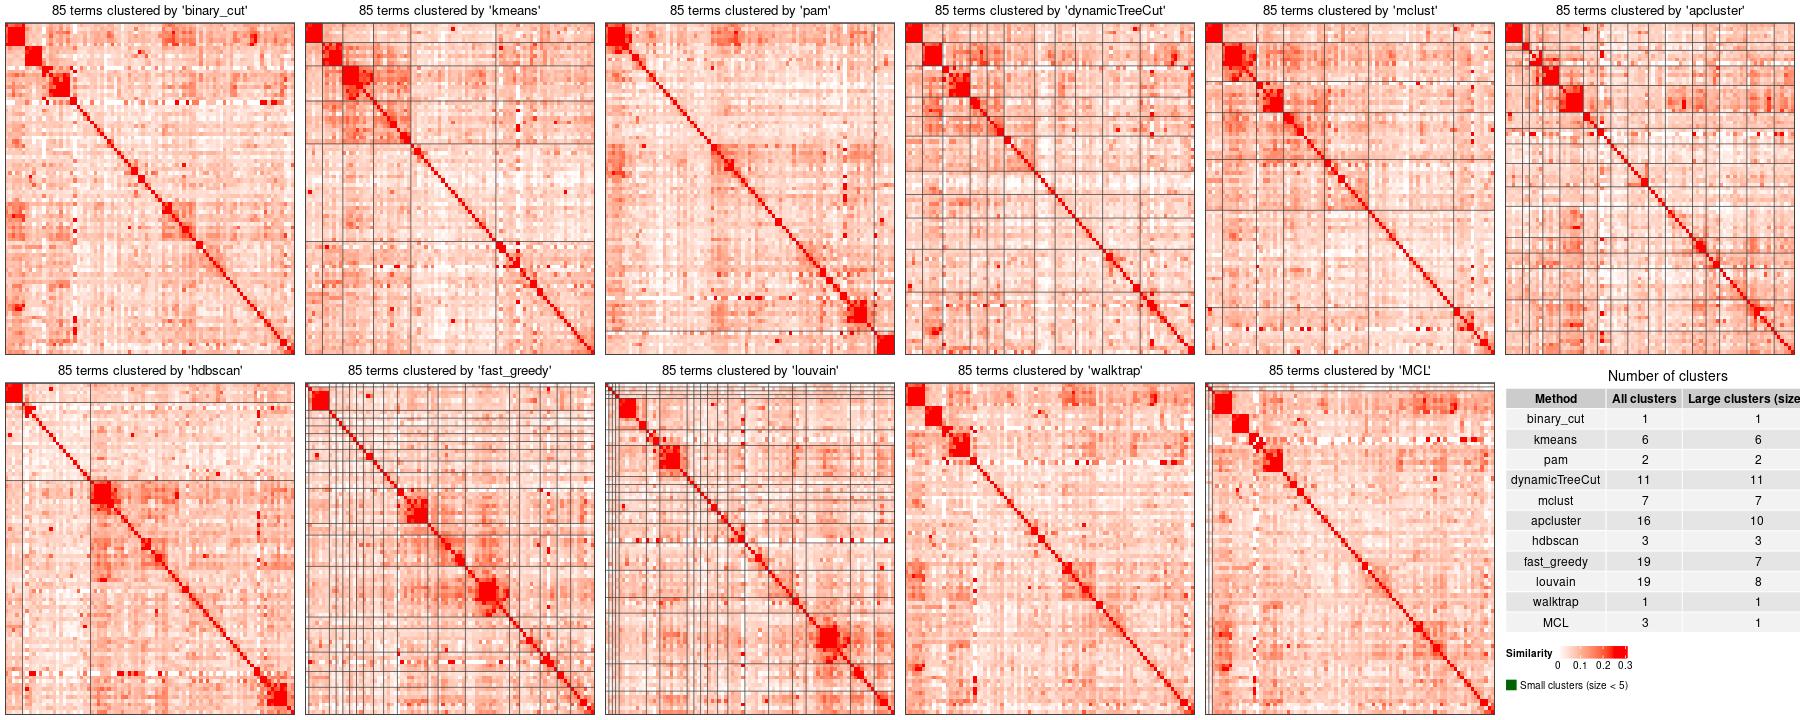 85 terms clustered by 'binary_cut'
85 terms clustered by 'kmeans'
85 terms clustered by 'pam'
85 terms clustered by 'dynamicTreeCut'
85 terms clustered by 'mclust'
85 terms clustered by 'apcluster'
85 terms clustered by 'hdbscan'
85 terms clustered by 'fast_greedy'
85 terms clustered by 'louvain'
85 terms clustered by 'walktrap'
85 terms clustered by 'MCL'
Number of clusters
Method All clusters Large clusters (size
binary_cut 1 1
kmeans 6 6
pam 2 2
dynamicTreeCut 11 11
mclust 7 7
apcluster 16 10
hdbscan 3 3
fast_greedy 19 7
louvain 19 8
walktrap 1 1
MCL 3 1
Similarity
0 0.1 0.2 0.3
Small clusters (size < 5)